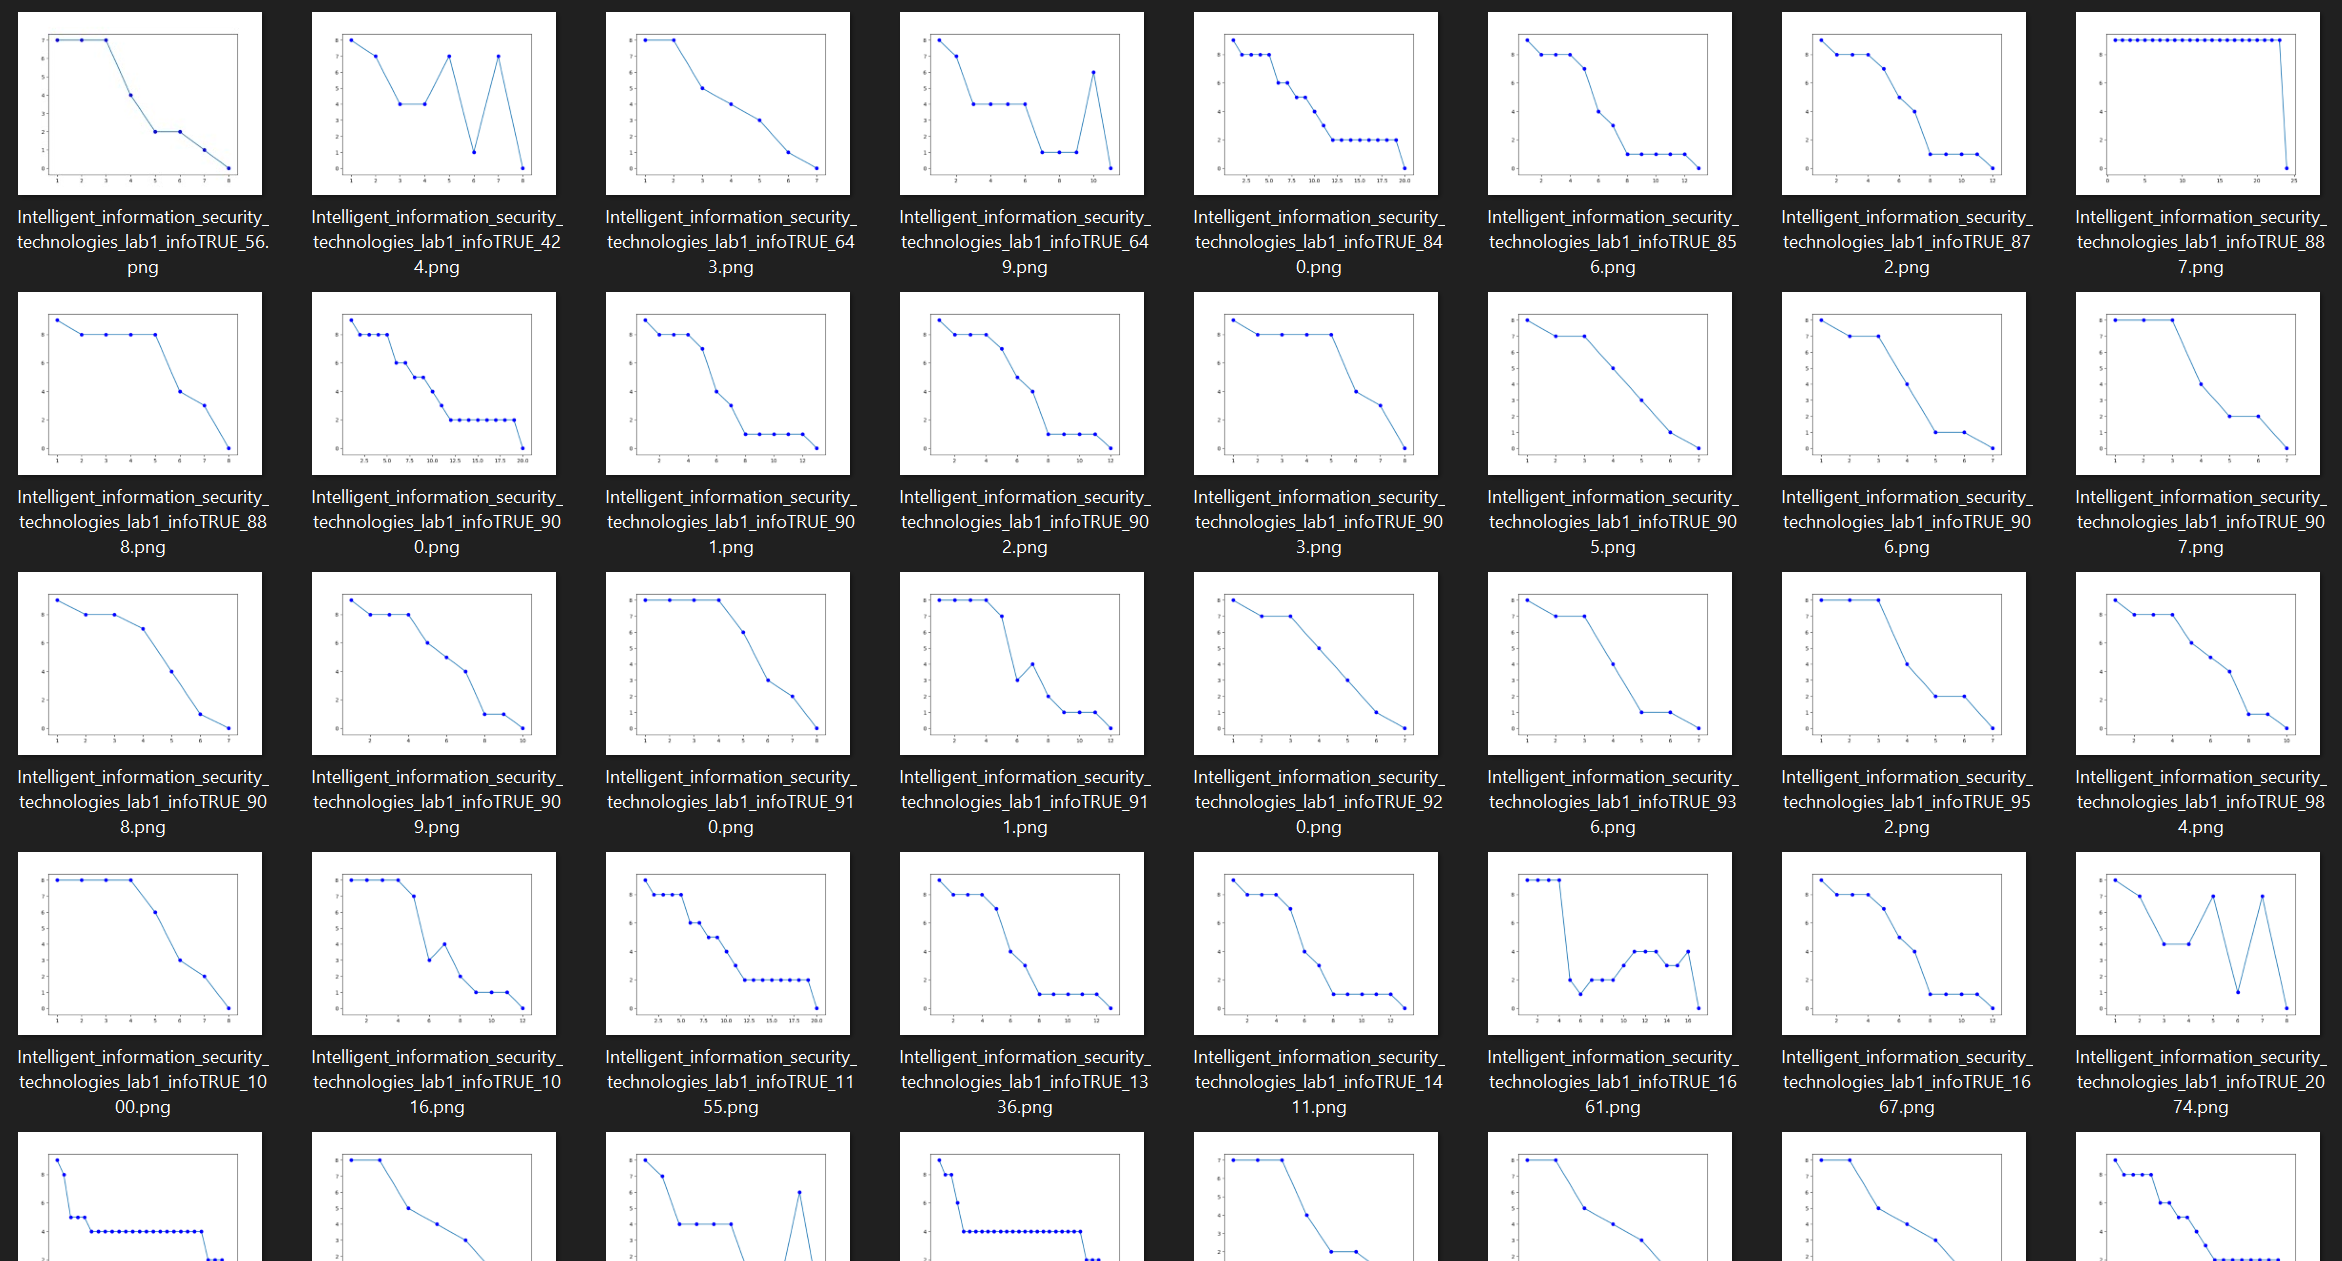 Intelligent_information_security_
technologies_lab1_infoTRUE_56.
png
Intelligent_information_security_
technologies_lab1_infoTRUE_42
4.png
Intelligent_information_security_
technologies_lab1_infoTRUE_64
3.png
Intelligent_information_security_
technologies_lab1_infoTRUE_64
9.png
Intelligent_information_security_
technologies_lab1_infoTRUE_84
0.png
Intelligent_information_security_
technologies_lab1_infoTRUE_85
6.png
Intelligent_information_security_
technologies_lab1_infoTRUE_87
2.png
Intelligent_information_security_
technologies_lab1_infoTRUE_88
7.png
Intelligent_information_security_
technologies_lab1_infoTRUE_88
8.png
Intelligent_information_security_
technologies_lab1_infoTRUE_90
0.png
Intelligent_information_security_
technologies_lab1_infoTRUE_90
1.png
Intelligent_information_security_
technologies_lab1_infoTRUE_90
2.png
Intelligent_information_security_
technologies_lab1_infoTRUE_90
3.png
Intelligent_information_security_
technologies_lab1_infoTRUE_90
5.png
Intelligent_information_security_
technologies_lab1_infoTRUE_90
6.png
Intelligent_information_security_
technologies_lab1_infoTRUE_90
7.png
Intelligent_information_security_
technologies_lab1_infoTRUE_90
8.png
Intelligent_information_security_
technologies_lab1_infoTRUE_90
9.png
Intelligent_information_security_
technologies_lab1_infoTRUE_91
0.png
Intelligent_information_security_
technologies_lab1_infoTRUE_91
1.png
Intelligent_information_security_
technologies_lab1_infoTRUE_92
0.png
Intelligent_information_security_
technologies_lab1_infoTRUE_93
6.png
Intelligent_information_security_
technologies_lab1_infoTRUE_95
2.png
Intelligent_information_security_
technologies_lab1_infoTRUE_98
4.png
Intelligent_information_security_
technologies_lab1_infoTRUE_10
00.png
Intelligent_information_security_
technologies_lab1_infoTRUE_10
16.png
Intelligent_information_security_
technologies_lab1_infoTRUE_11
55.png
Intelligent_information_security_
technologies_lab1_infoTRUE_13
36.png
Intelligent_information_security_
technologies_lab1_infoTRUE_14
11.png
Intelligent_information_security_
technologies_lab1_infoTRUE_16
61.png
Intelligent_information_security_
technologies_lab1_infoTRUE_16
67.png
Intelligent_information_security_
technologies_lab1_infoTRUE_20
74.png